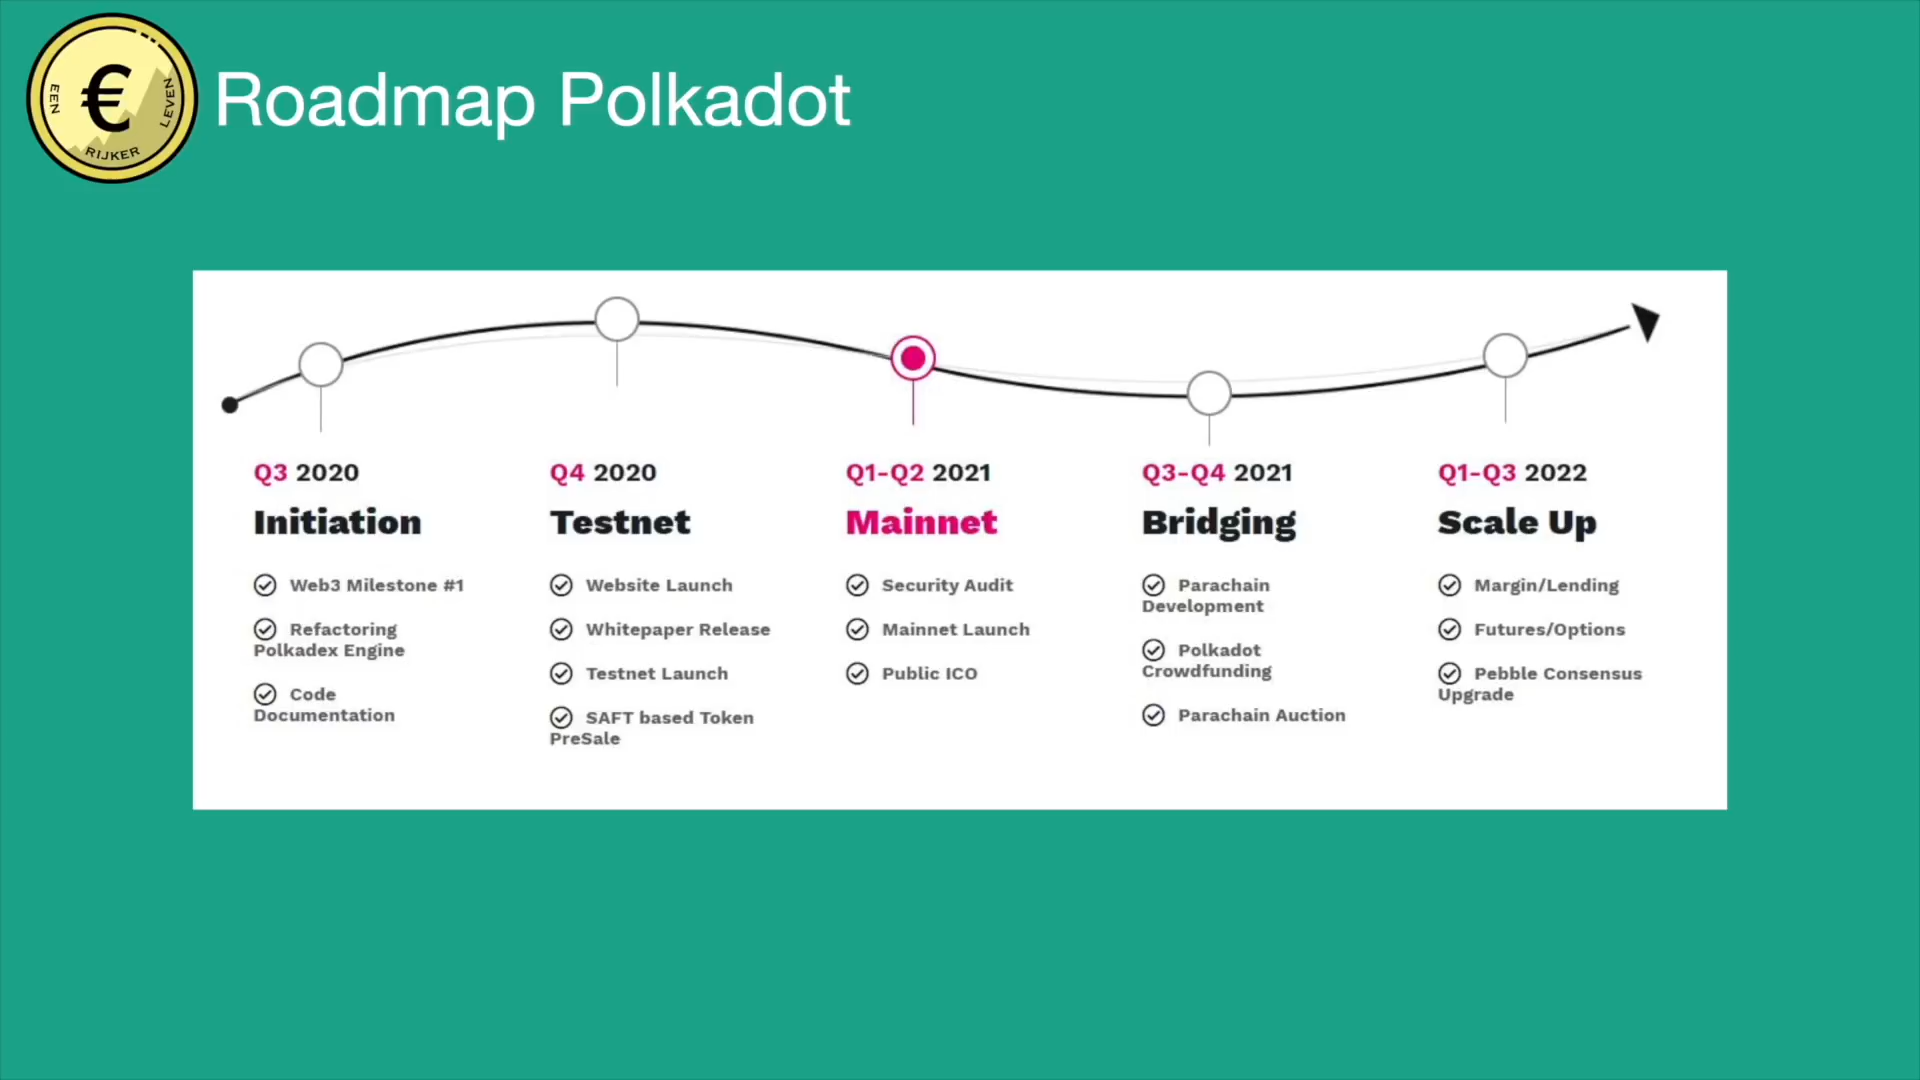 €
EEN
RIJKER
LEVEN
Roadmap Polkadot
Q3 2020
Initiation
Web3 Milestone #1
Refactoring
Polkadex Engine
Code
Documentation
Q4 2020
Testnet
Website Launch
Whitepaper Release
Testnet Launch
SAFT based Token
PreSale
Q1-Q2 2021
Mainnet
Security Audit
Mainnet Launch
Public ICO
Q3-Q4 2021
Bridging
Parachain
Development
Polkadot
Crowdfunding
Parachain Auction
Q1-Q3 2022
Scale Up
Margin/Lending
Futures/Options
Pebble Consensus
Upgrade